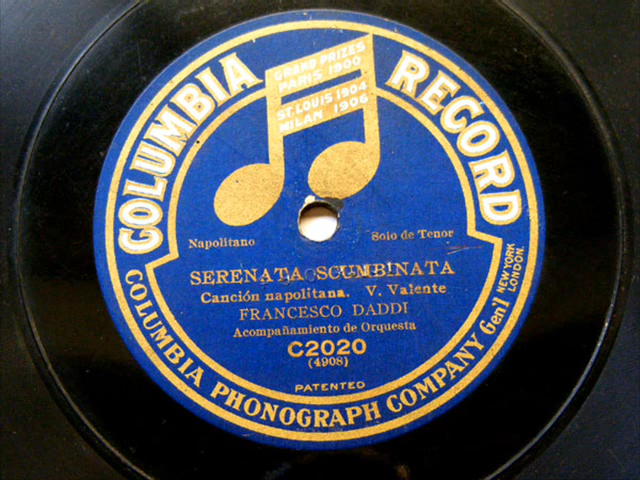 COLUMBIA RECORD
GRAND PRIZES
PARIS 1900
ST. LOUIS 1904
MILAN 1906
Napolitano
Solo de Tenor
SERENATA SCUMBINATA
Canción napolitana. V. Valente
FRANCESCO DADDI
Acompañamiento de Orquesta
C2020
(4908)
PATENTED
COLUMBIA PHONOGRAPH COMPANY Gen'l
NEW YORK
LONDON.